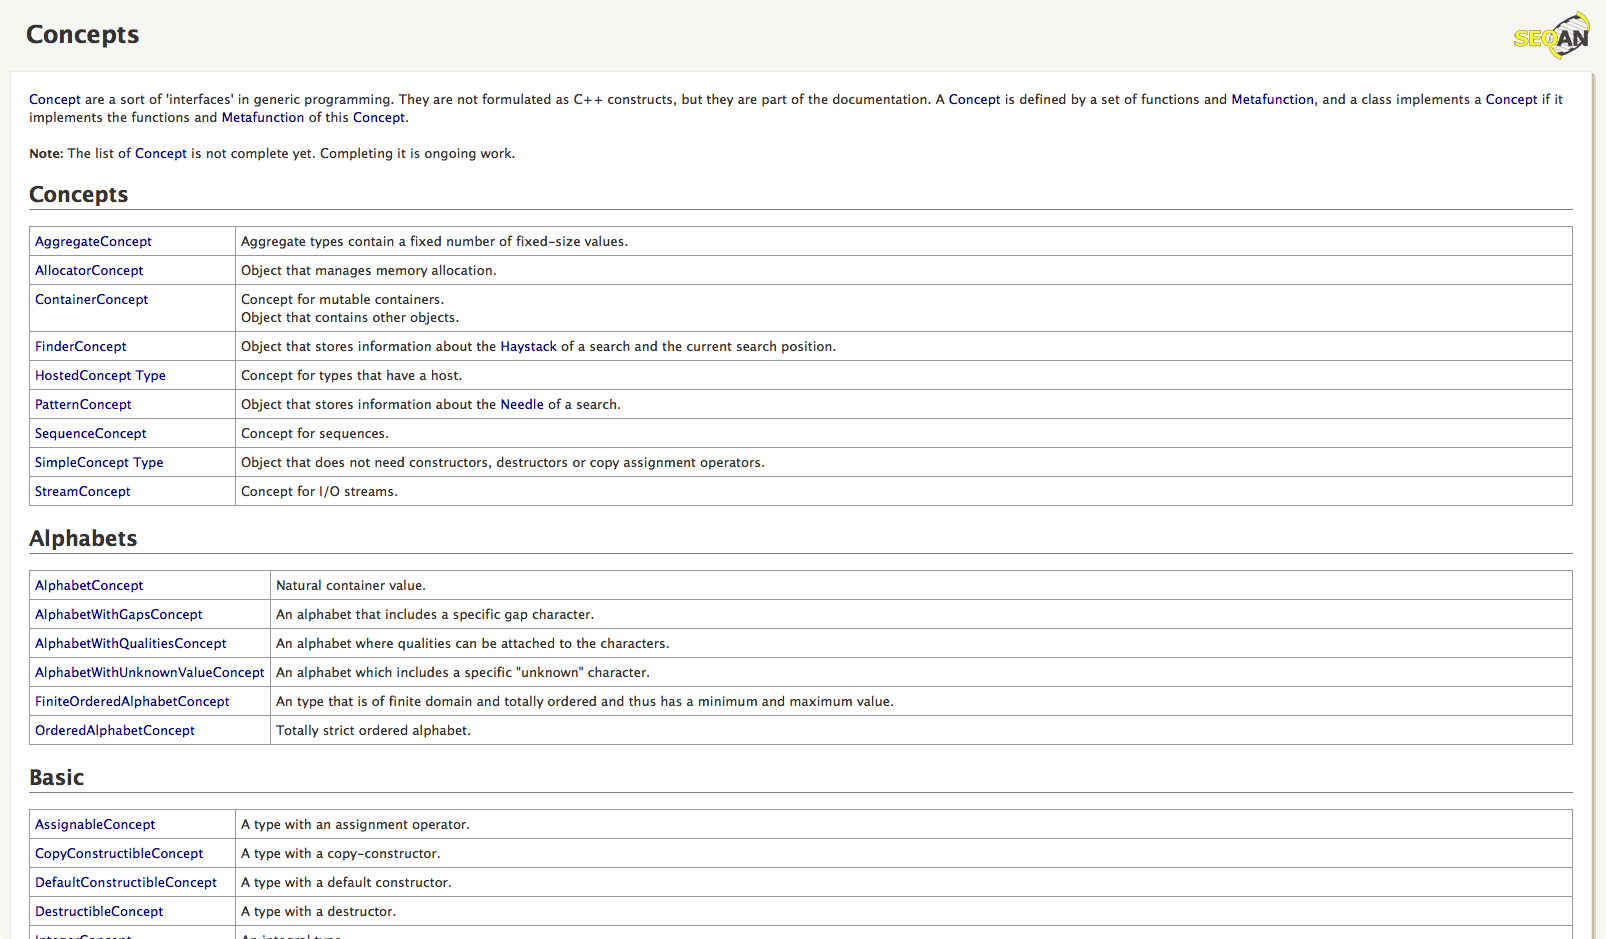 Concepts
SEQAN
Concept are a sort of 'interfaces' in generic programming. They are not formulated as C++ constructs, but they are part of the documentation. A Concept is defined by a set of functions and Metafunction, and a class implements a Concept if it
implements the functions and Metafunction of this Concept.
Note: The list of Concept is not complete yet. Completing it is ongoing work.
Concepts
AggregateConcept Aggregate types contain a fixed number of fixed-size values.
AllocatorConcept Object that manages memory allocation.
ContainerConcept Concept for mutable containers.
Object that contains other objects.
FinderConcept Object that stores information about the Haystack of a search and the current search position.
HostedConcept Type Concept for types that have a host.
PatternConcept Object that stores information about the Needle of a search.
SequenceConcept Concept for sequences.
SimpleConcept Type Object that does not need constructors, destructors or copy assignment operators.
StreamConcept Concept for I/O streams.
Alphabets
AlphabetConcept Natural container value.
AlphabetWithGapsConcept An alphabet that includes a specific gap character.
AlphabetWithQualitiesConcept An alphabet where qualities can be attached to the characters.
AlphabetWithUnknownValueConcept An alphabet which includes a specific "unknown" character.
FiniteOrderedAlphabetConcept An type that is of finite domain and totally ordered and thus has a minimum and maximum value.
OrderedAlphabetConcept Totally strict ordered alphabet.
Basic
AssignableConcept A type with an assignment operator.
CopyConstructibleConcept A type with a copy-constructor.
DefaultConstructibleConcept A type with a default constructor.
DestructibleConcept A type with a destructor.
IntegerConcept An integral type.